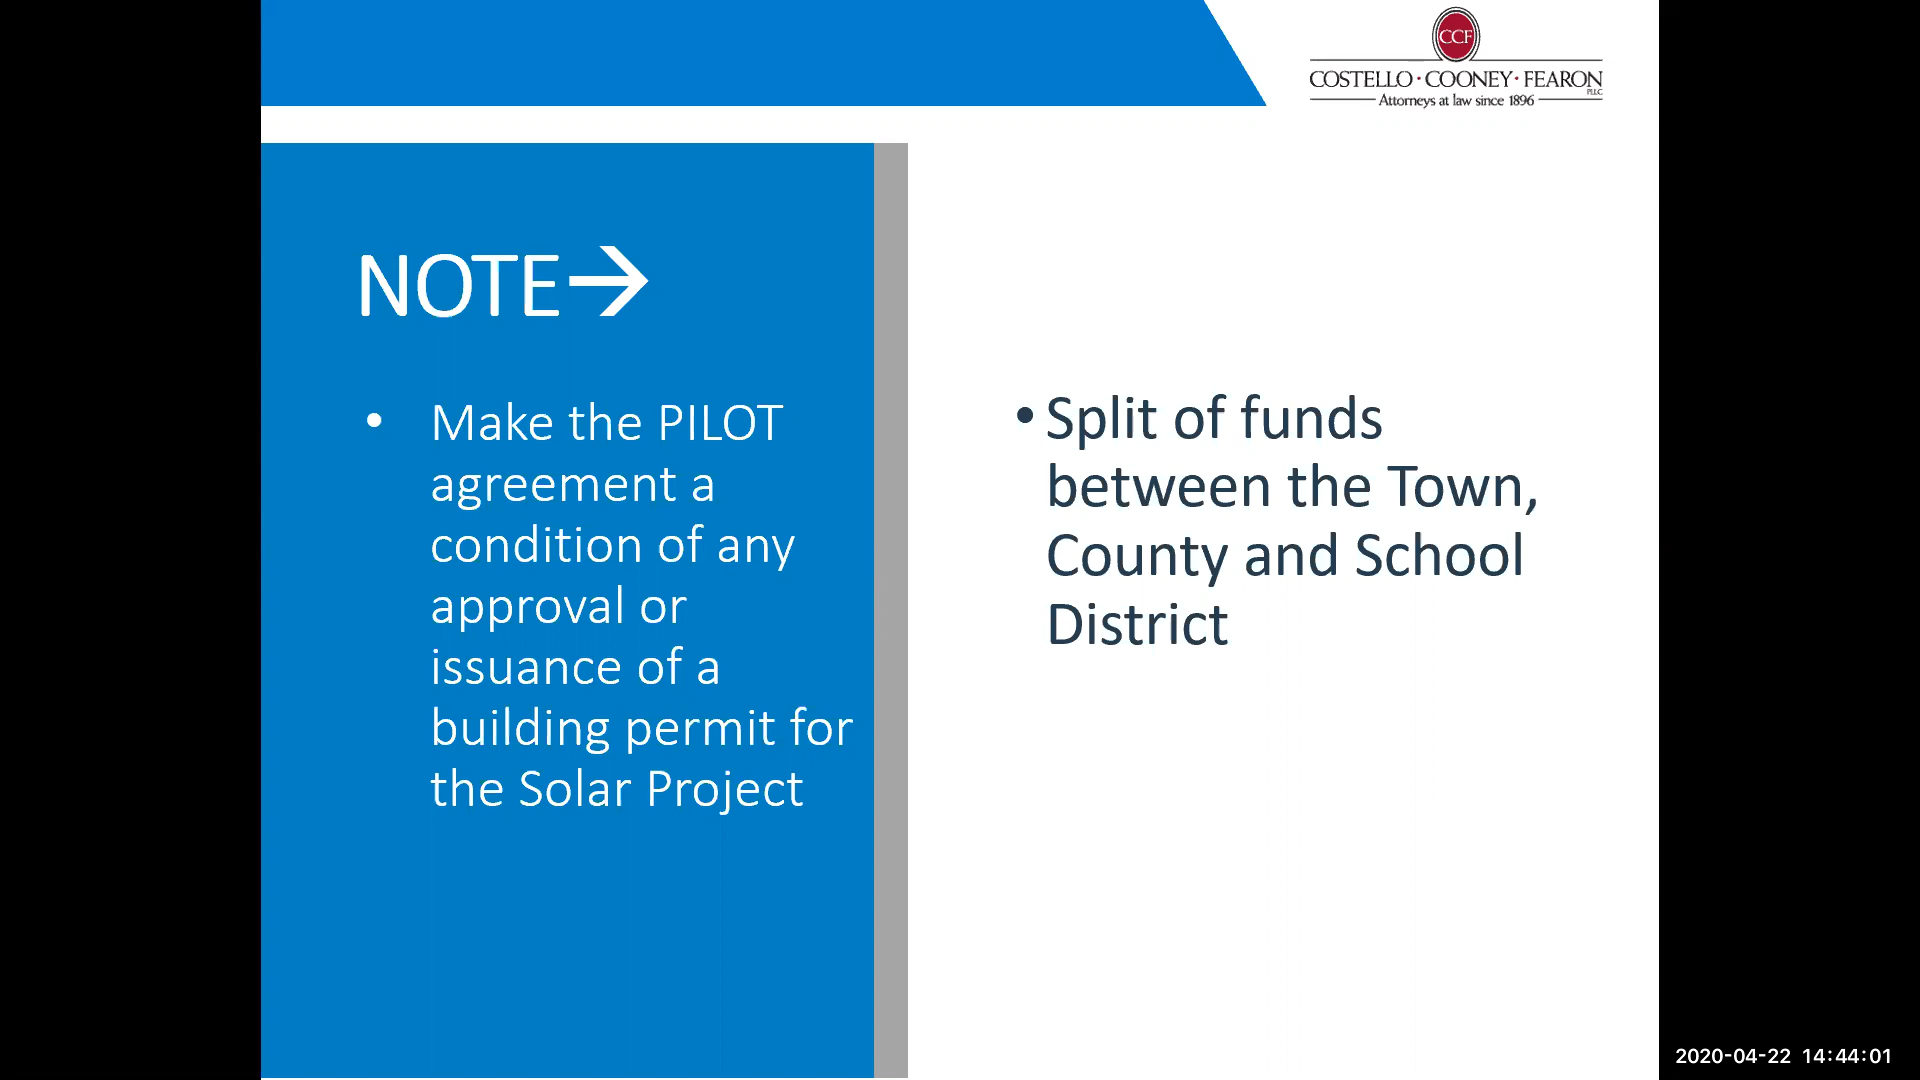 CCF
COSTELLO • COONEY • FEARON
PLLC
Attorneys at law since 1896
NOTE→
• Make the PILOT
agreement a
condition of any
approval or
issuance of a
building permit for
the Solar Project
• Split of funds
between the Town,
County and School
District
2020-04-22 14:44:01